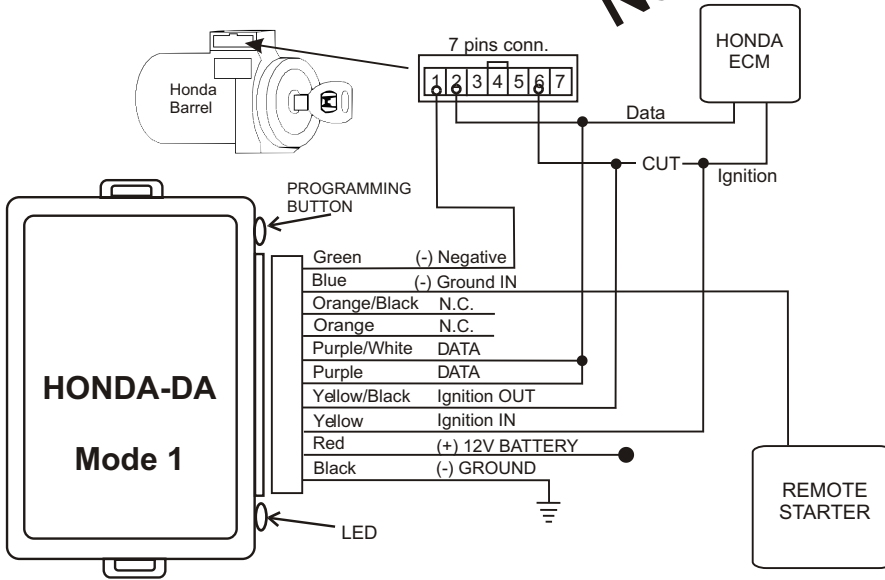 7 pins conn.
1 2 3 4 5 6 7
HONDA
ECM
Honda
Barrel
Data
CUT
Ignition
PROGRAMMING
BUTTON
Green (-) Negative
Blue (-) Ground IN
Orange/Black N.C.
Orange N.C.
Purple/White DATA
Purple DATA
Yellow/Black Ignition OUT
Yellow Ignition IN
Red (+) 12V BATTERY
Black (-) GROUND
HONDA-DA
Mode 1
LED
REMOTE
STARTER